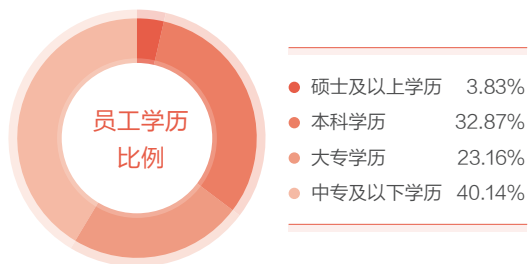 员工学历
比例
硕士及以上学历 3.83%
本科学历 32.87%
大专学历 23.16%
中专及以下学历 40.14%